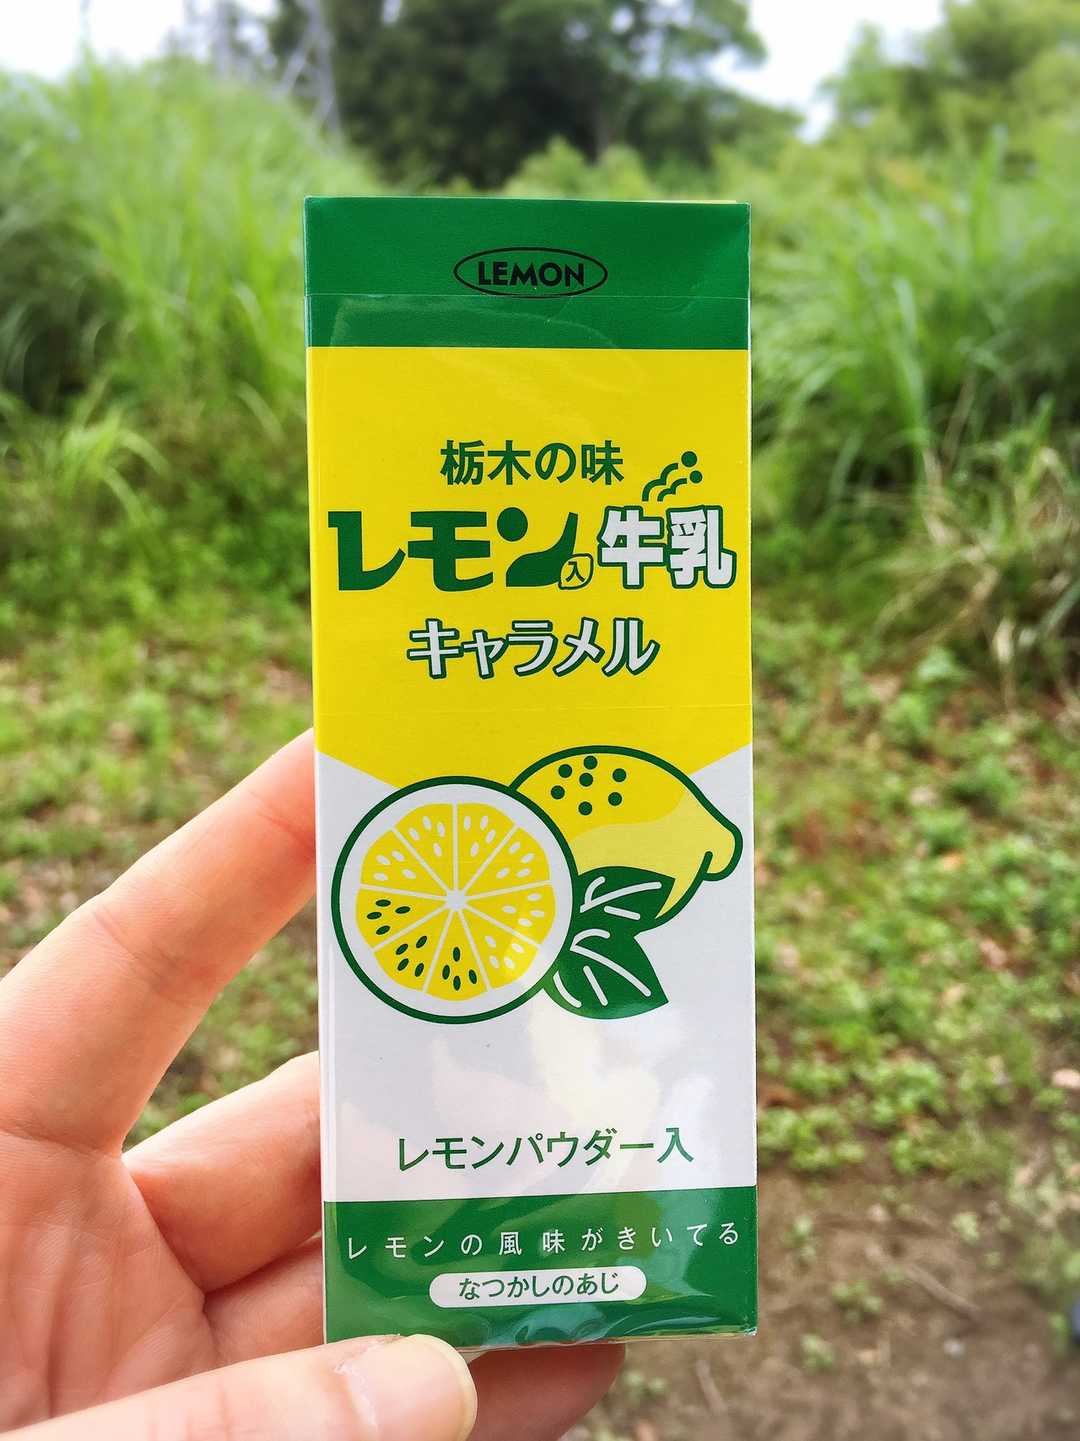 LEMON
栃木の味
レモン入牛乳
キャラメル
レモンパウダー入
レモンの風味がきいてる
なつかしのあじ